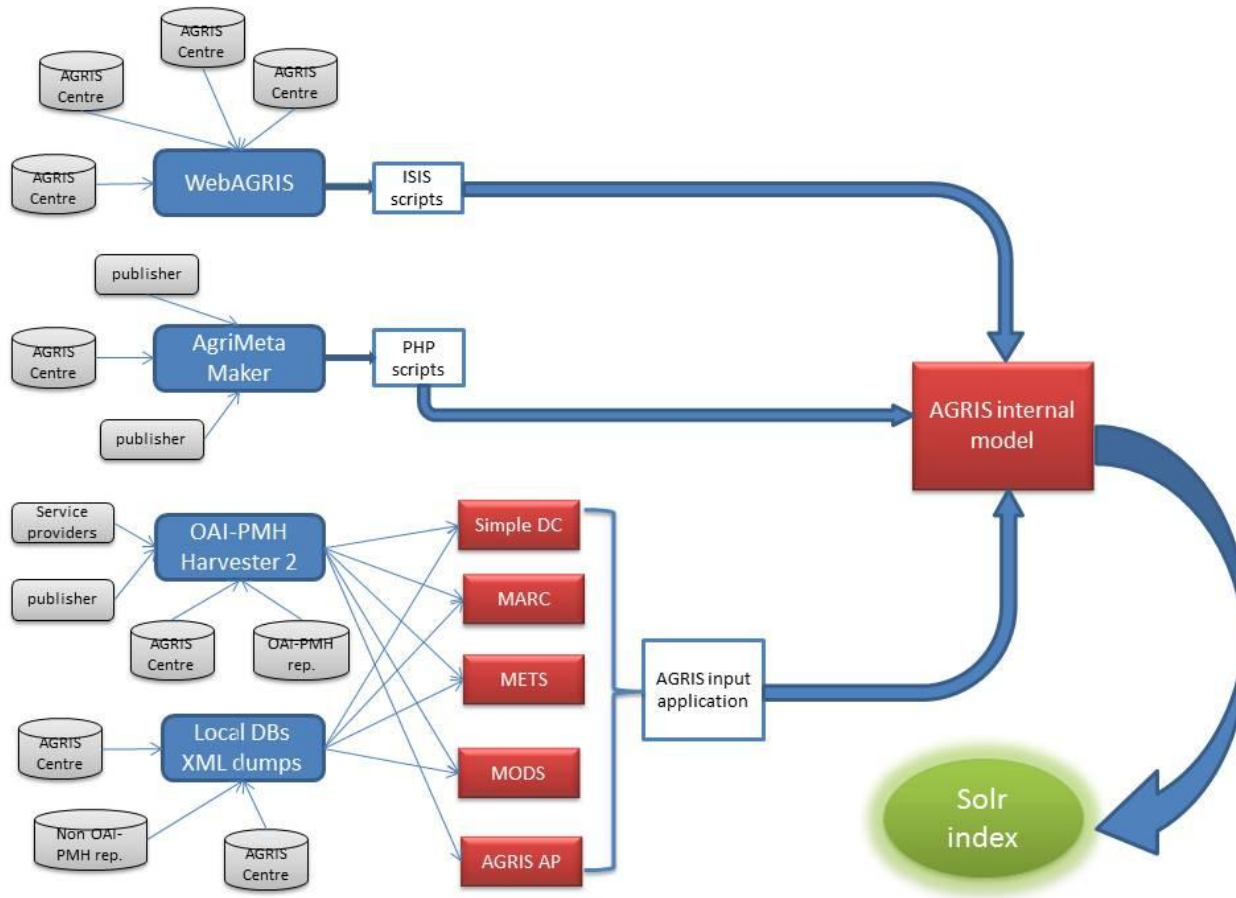 AGRIS
Centre
AGRIS
Centre
AGRIS
Centre
AGRIS
Centre
WebAGRIS
ISIS
scripts
publisher
AGRIS
Centre
AgriMeta
Maker
PHP
scripts
publisher
AGRIS internal
model
Service
providers
publisher
OAI-PMH
Harvester 2
AGRIS
Centre
OAI-PMH
rep.
Simple DC
MARC
METS
MODS
AGRIS AP
AGRIS input
application
AGRIS
Centre
Local DBs
XML dumps
Non OAI-
PMH rep.
AGRIS
Centre
Solr
index